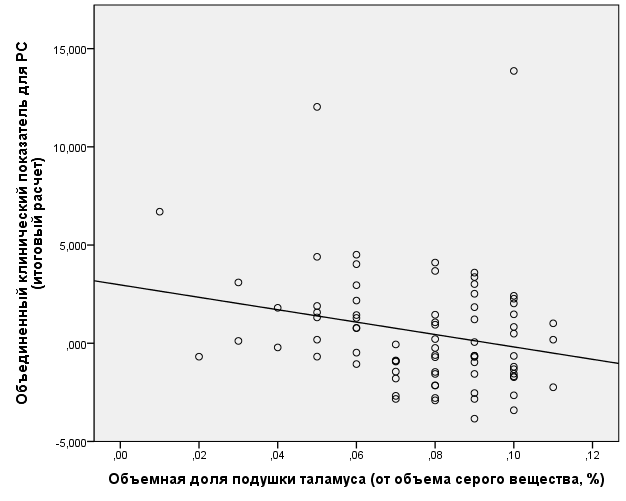 Объединенный клинический показатель для РС
(итоговый расчет)
15,000
10,000
5,000
,000
-5,000
,00 ,02 ,04 ,06 ,08 ,10 ,12
Объемная доля подушки таламуса (от объема серого вещества, %)